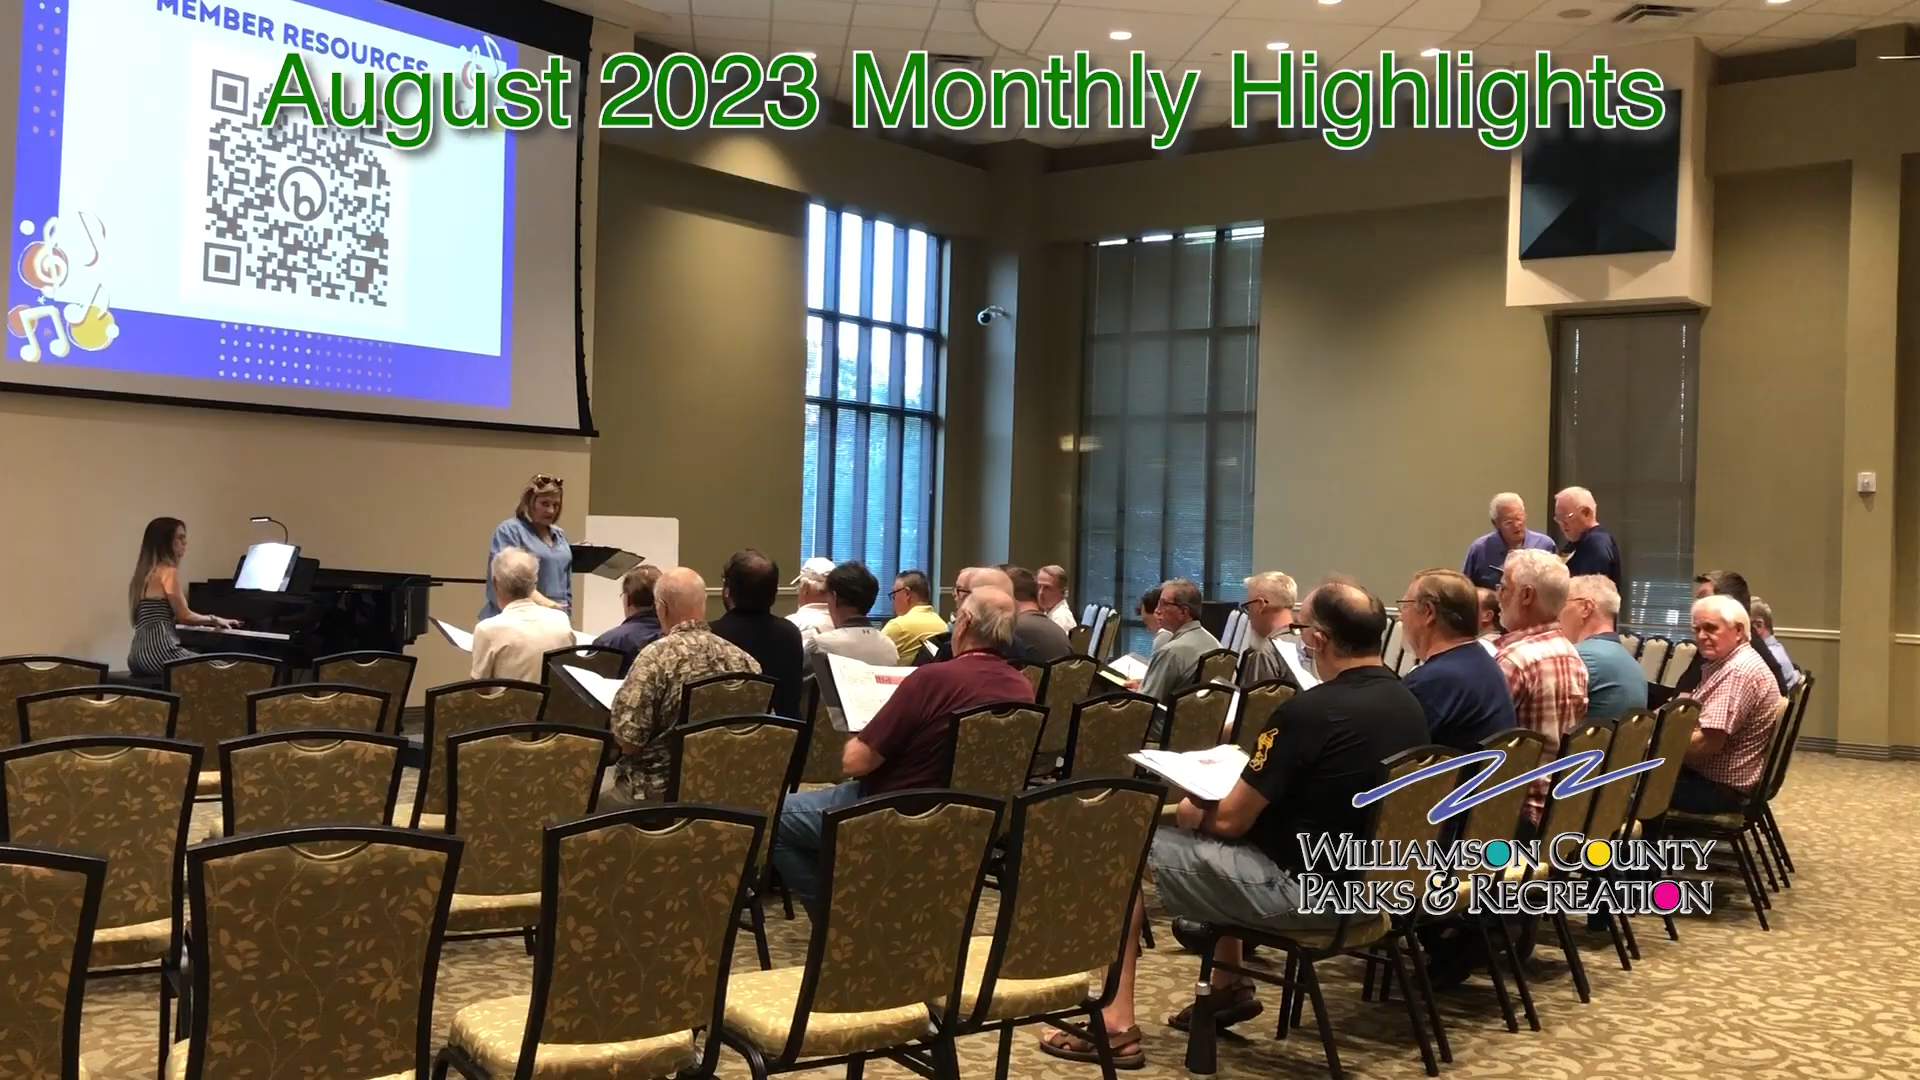 MEMBER RESOURCES
August 2023 Monthly Highlights
WILLIAMSON COUNTY
PARKS & RECREATION